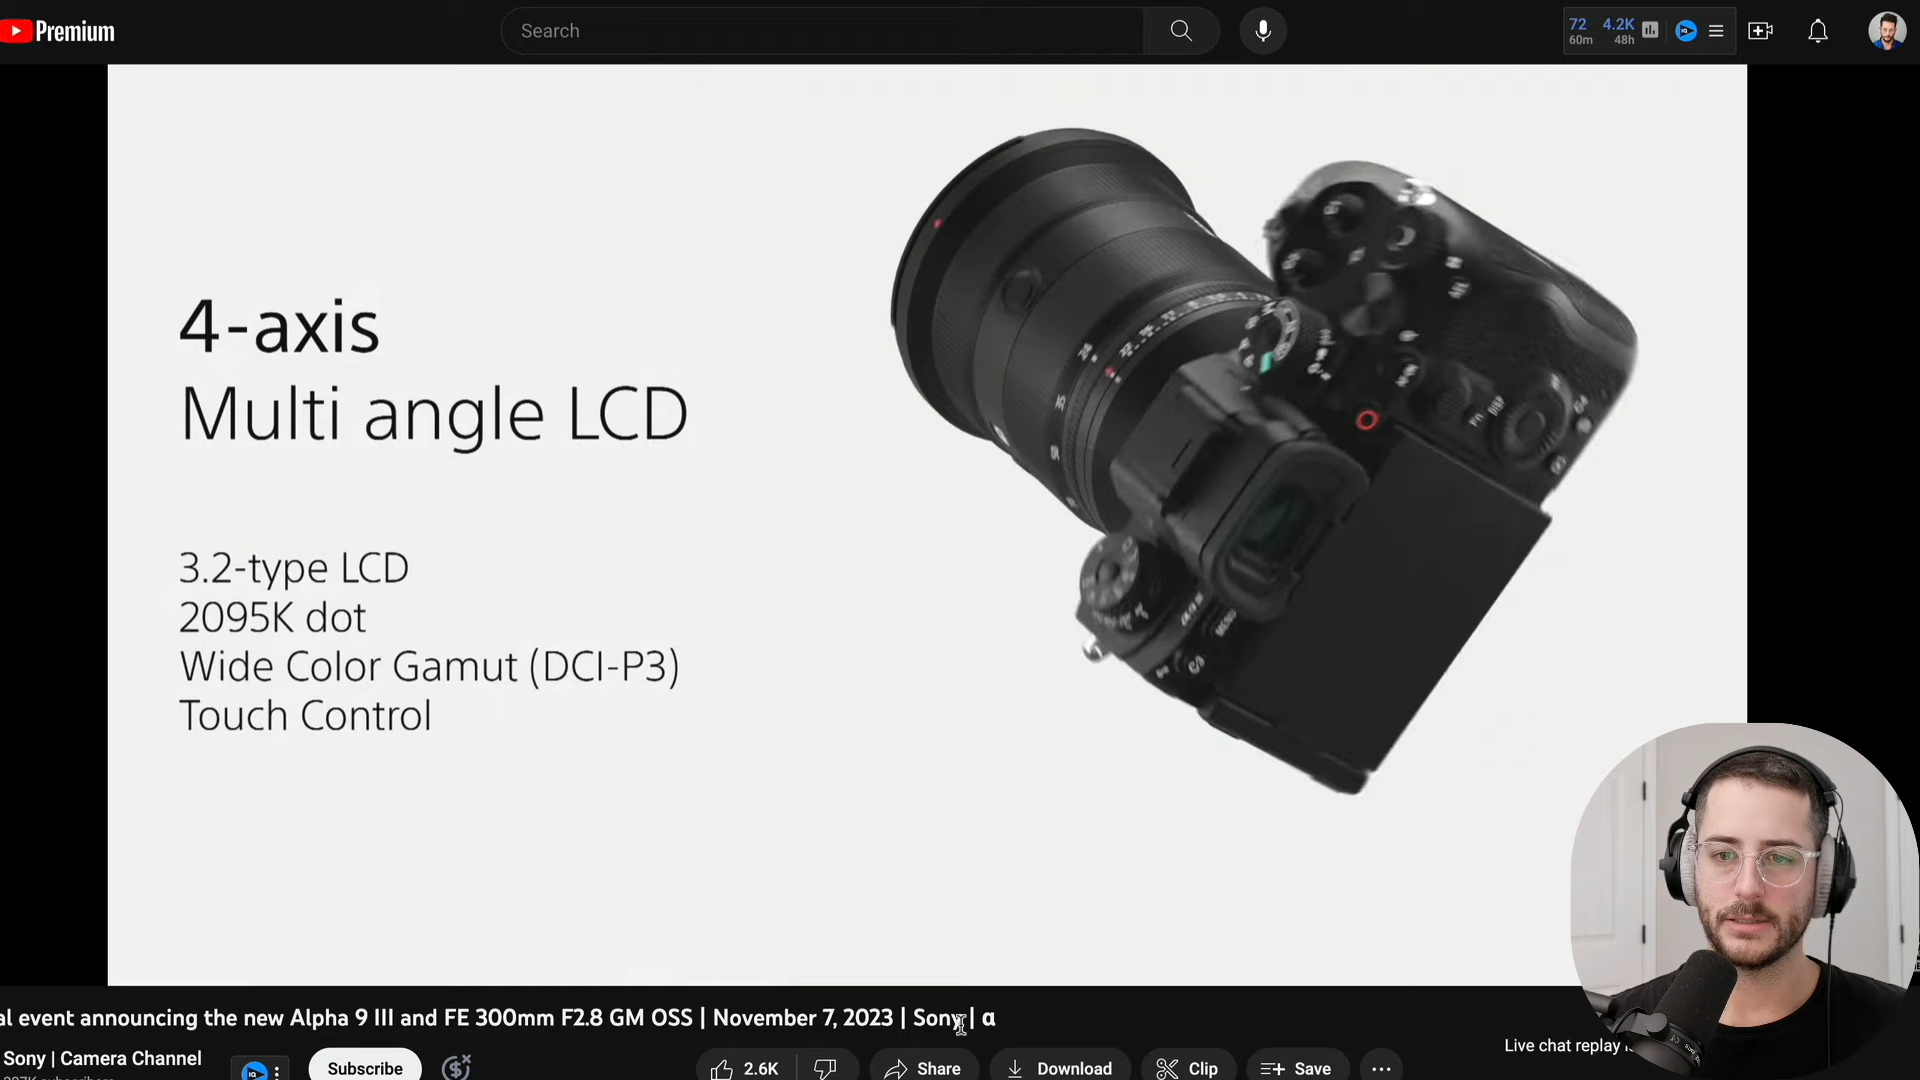 Premium
Search
72 4.2K
60m 48h
4-axis
Multi angle LCD
3.2-type LCD
2095K dot
Wide Color Gamut (DCI-P3)
Touch Control
MENU
DISP
Fn
al event announcing the new Alpha 9 III and FE 300mm F2.8 GM OSS | November 7, 2023 | Sony | α
Sony | Camera Channel
Subscribe
2.6K
Share
Download
Clip
Save
Live chat replay